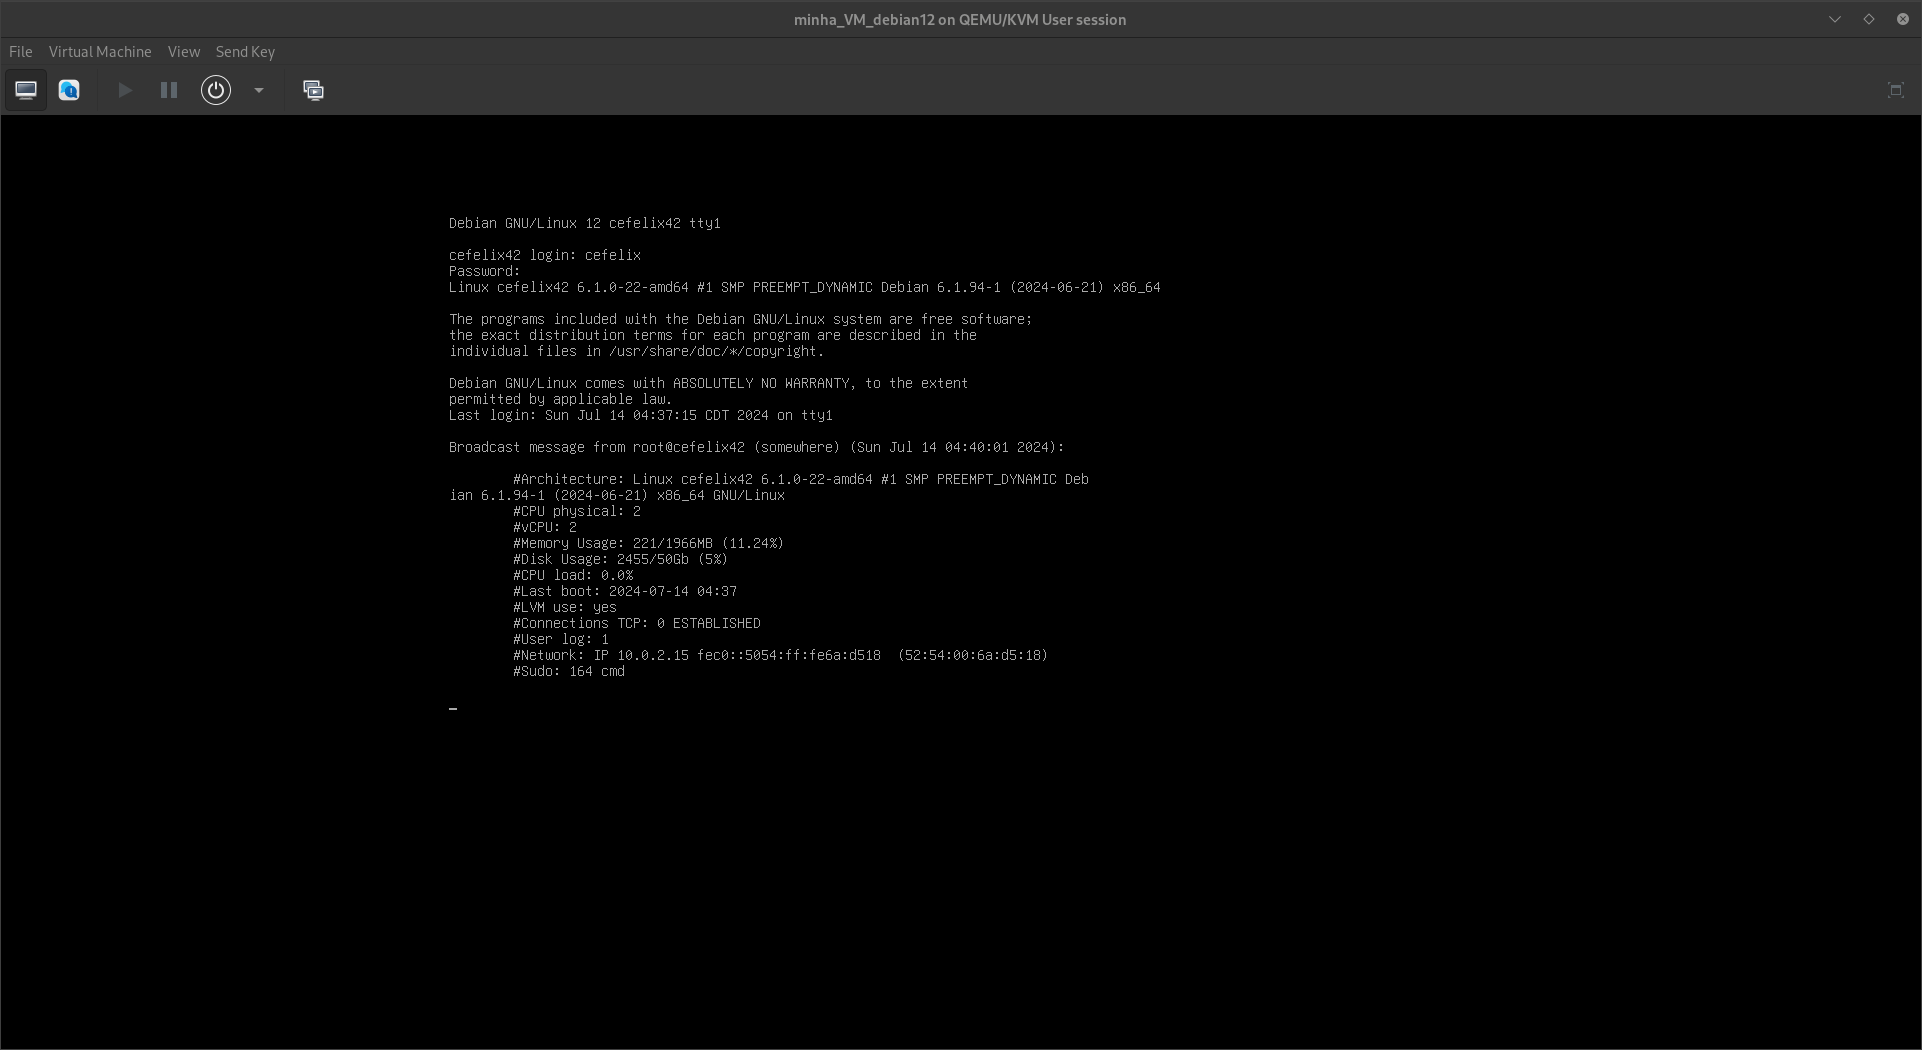 minha_VM_debian12 on QEMU/KVM User session
File Virtual Machine View Send Key
Debian GNU/Linux 12 cefelix42 tty1
cefelix42 login: cefelix
Password:
Linux cefelix42 6.1.0-22-amd64 #1 SMP PREEMPT_DYNAMIC Debian 6.1.94-1 (2024-06-21) x86_64
The programs included with the Debian GNU/Linux system are free software;
the exact distribution terms for each program are described in the
individual files in /usr/share/doc/*/copyright.
Debian GNU/Linux comes with ABSOLUTELY NO WARRANTY, to the extent
permitted by applicable law.
Last login: Sun Jul 14 04:37:15 CDT 2024 on tty1
Broadcast message from root@cefelix42 (somewhere) (Sun Jul 14 04:40:01 2024):
#Architecture: Linux cefelix42 6.1.0-22-amd64 #1 SMP PREEMPT_DYNAMIC Deb
ian 6.1.94-1 (2024-06-21) x86_64 GNU/Linux
#CPU physical: 2
#vCPU: 2
#Memory Usage: 221/1966MB (11.24%)
#Disk Usage: 2455/50Gb (5%)
#CPU load: 0.0%
#Last boot: 2024-07-14 04:37
#LVM use: yes
#Connections TCP: 0 ESTABLISHED
#User log: 1
#Network: IP 10.0.2.15 fec0::5054:ff:fe6a:d518  (52:54:00:6a:d5:18)
#Sudo: 164 cmd